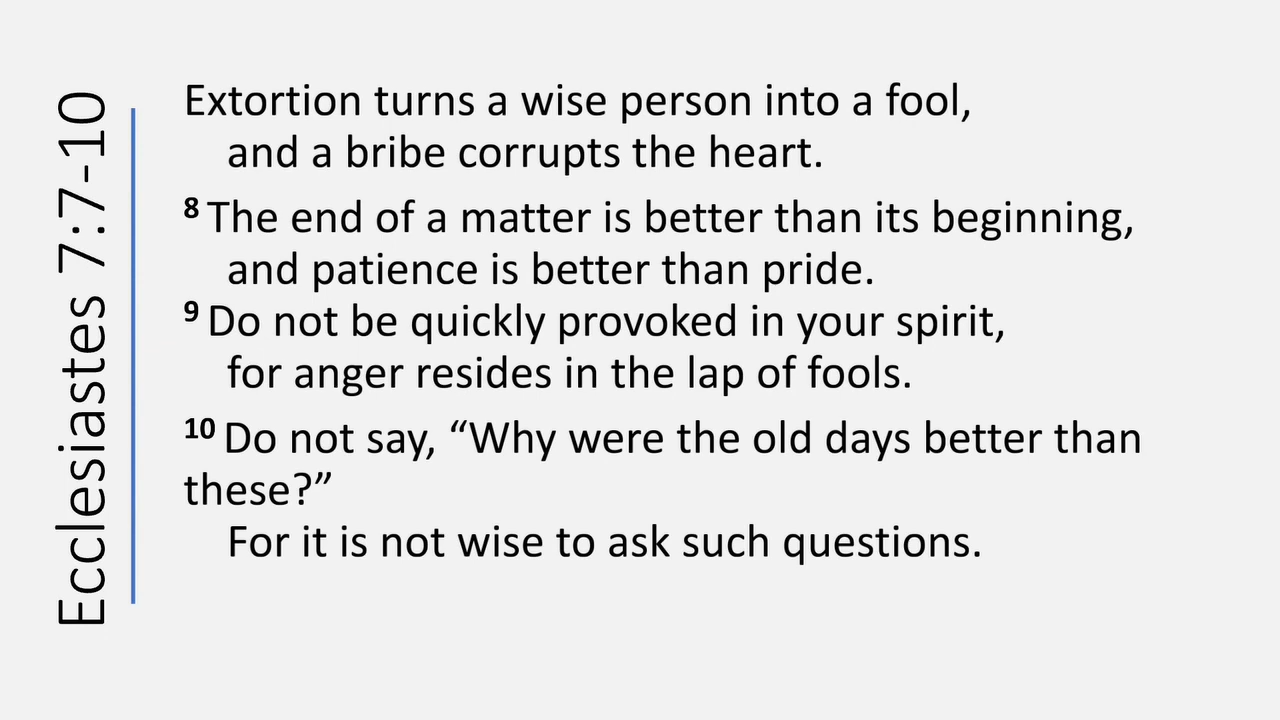 Ecclesiastes 7:7-10
Extortion turns a wise person into a fool,
and a bribe corrupts the heart.
8 The end of a matter is better than its beginning,
and patience is better than pride.
9 Do not be quickly provoked in your spirit,
for anger resides in the lap of fools.
10 Do not say, “Why were the old days better than
these?”
For it is not wise to ask such questions.